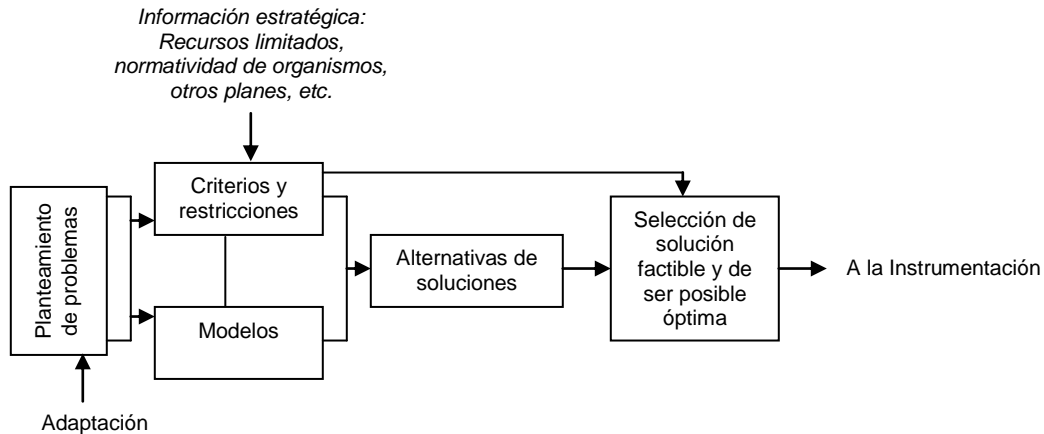 Información estratégica:
Recursos limitados,
normatividad de organismos,
otros planes, etc.
Planteamiento
de problemas
Criterios y
restricciones
Modelos
Alternativas de
soluciones
Selección de
solución
factible y de
ser posible
óptima
A la Instrumentación
Adaptación